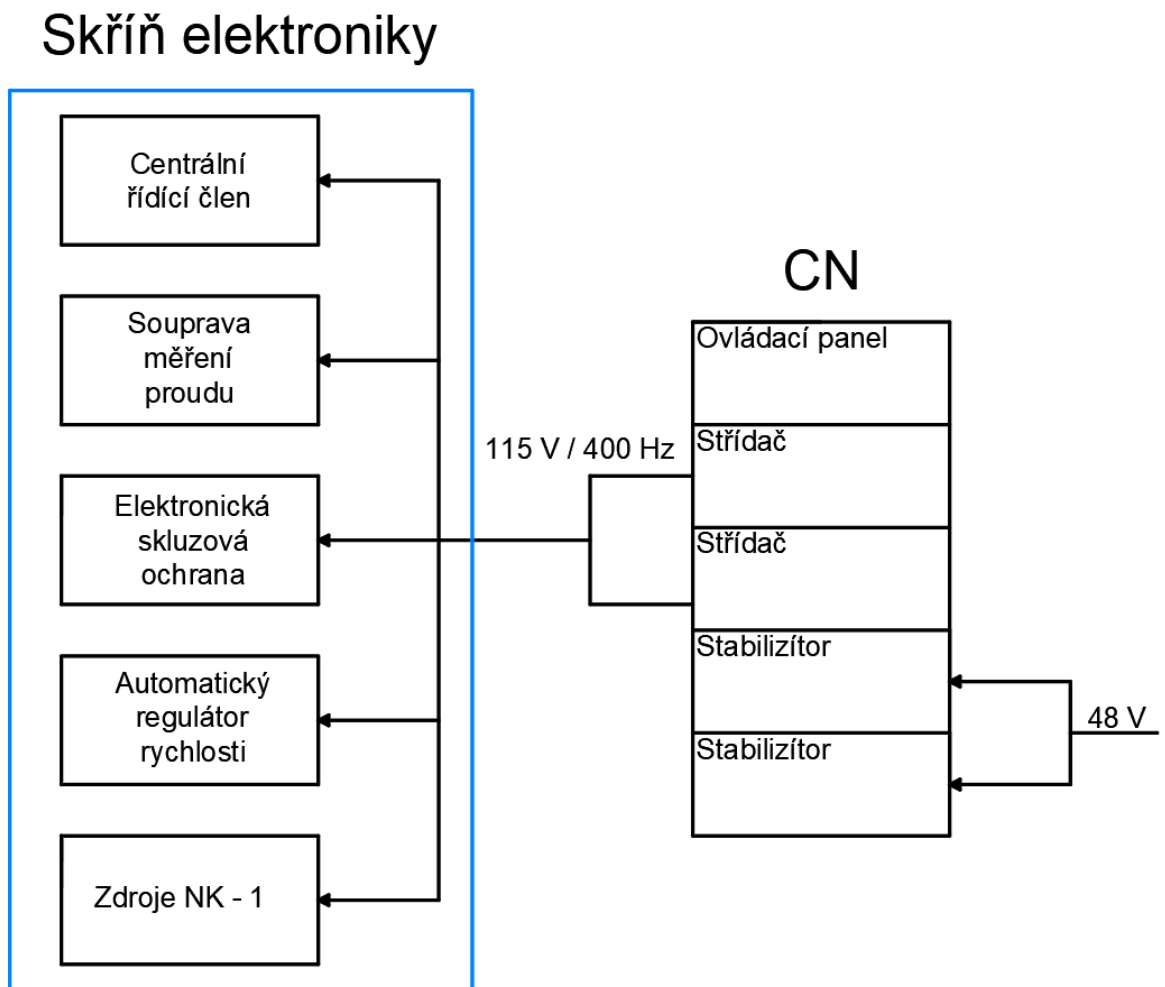 Skříň elektroniky
Centrální
řídící člen
Souprava
měření
proudu
Elektronická
skluzová
ochrana
Automatický
regulátor
rychlosti
Zdroje NK - 1
115 V / 400 Hz
CN
Ovládací panel
Střídač
Střídač
Stabilizítor
Stabilizítor
48 V